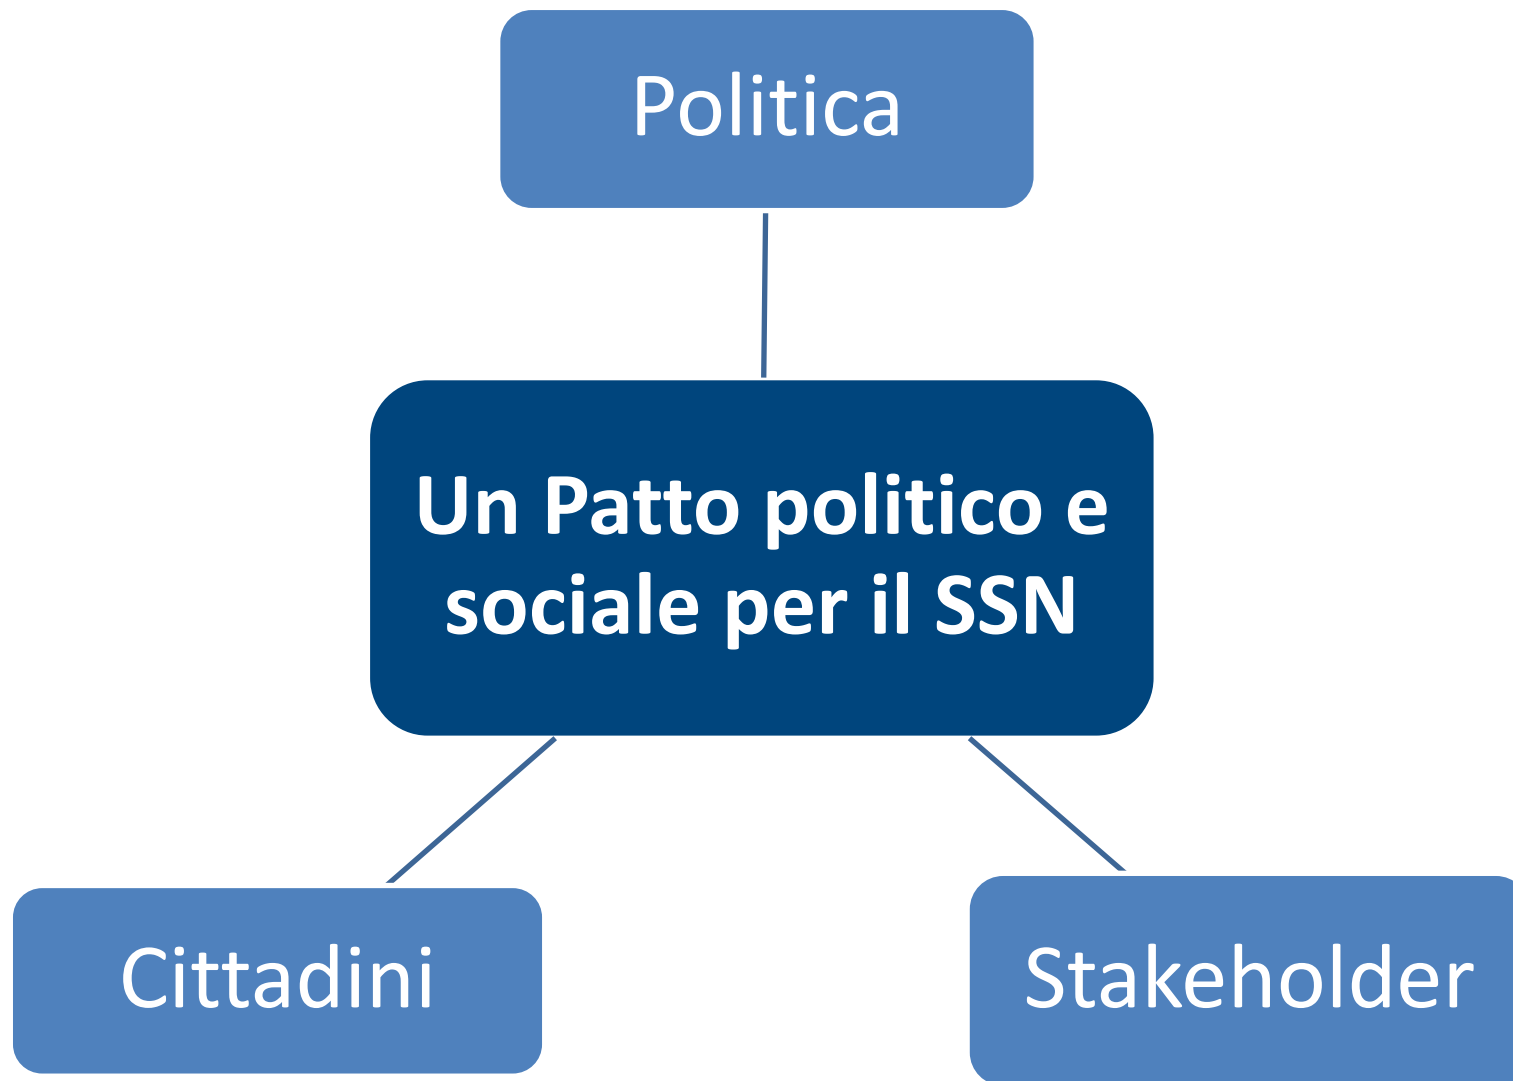 Politica
Un Patto politico e
sociale per il SSN
Cittadini
Stakeholder